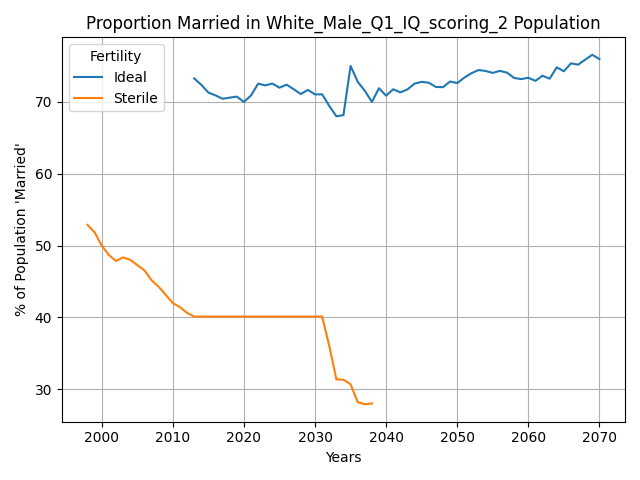 Proportion Married in White_Male_Q1_IQ_scoring_2 Population
% of Population 'Married'
Fertility
Ideal
Sterile
70
60
50
40
30
2000 2010 2020 2030 2040 2050 2060 2070
Years